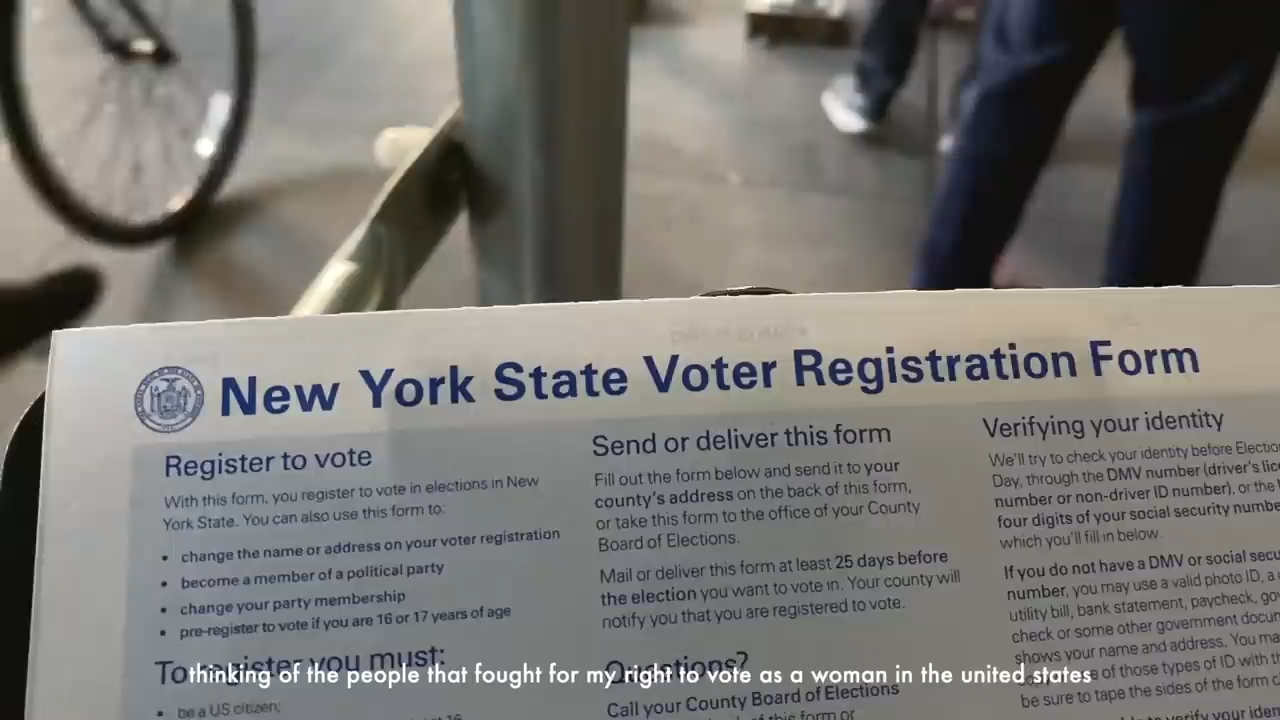 New York State Voter Registration Form
Register to vote
With this form, you register to vote in elections in New
York State. You can also use this form to:
• change the name or address on your voter registration
• become a member of a political party
• change your party membership
• pre-register to vote if you are 16 or 17 years of age
To register you must:
• be a US citizen;
Send or deliver this form
Fill out the form below and send it to your
county's address on the back of this form,
or take this form to the office of your County
Board of Elections.
Mail or deliver this form at least 25 days before
the election you want to vote in. Your county will
notify you that you are registered to vote.
Questions?
Call your County Board of Elections
Verifying your identity
We'll try to check your identity before
Day, through the DMV number (driver's
number or non-driver ID number), or the
four digits of your social security
which you'll fill in below.
If you do not have a DMV or social
number, you may use a valid photo ID, a
utility bill, bank statement, paycheck,
check or some other government
shows your name and address. You
of those types of ID with
be sure to tape the sides of the form
thinking of the people that fought for my right to vote as a woman in the united states